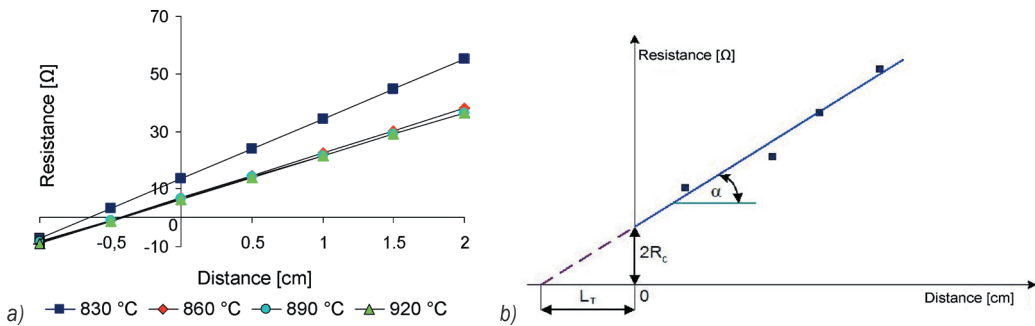 70
50
30
10
0
-10
Resistance [Ω]
-0,5
0.5
1
1.5
2
Distance [cm]
830 °C
860 °C
890 °C
920 °C
a)
Resistance [Ω]
α
2Rc
LT
0
Distance [cm]
b)